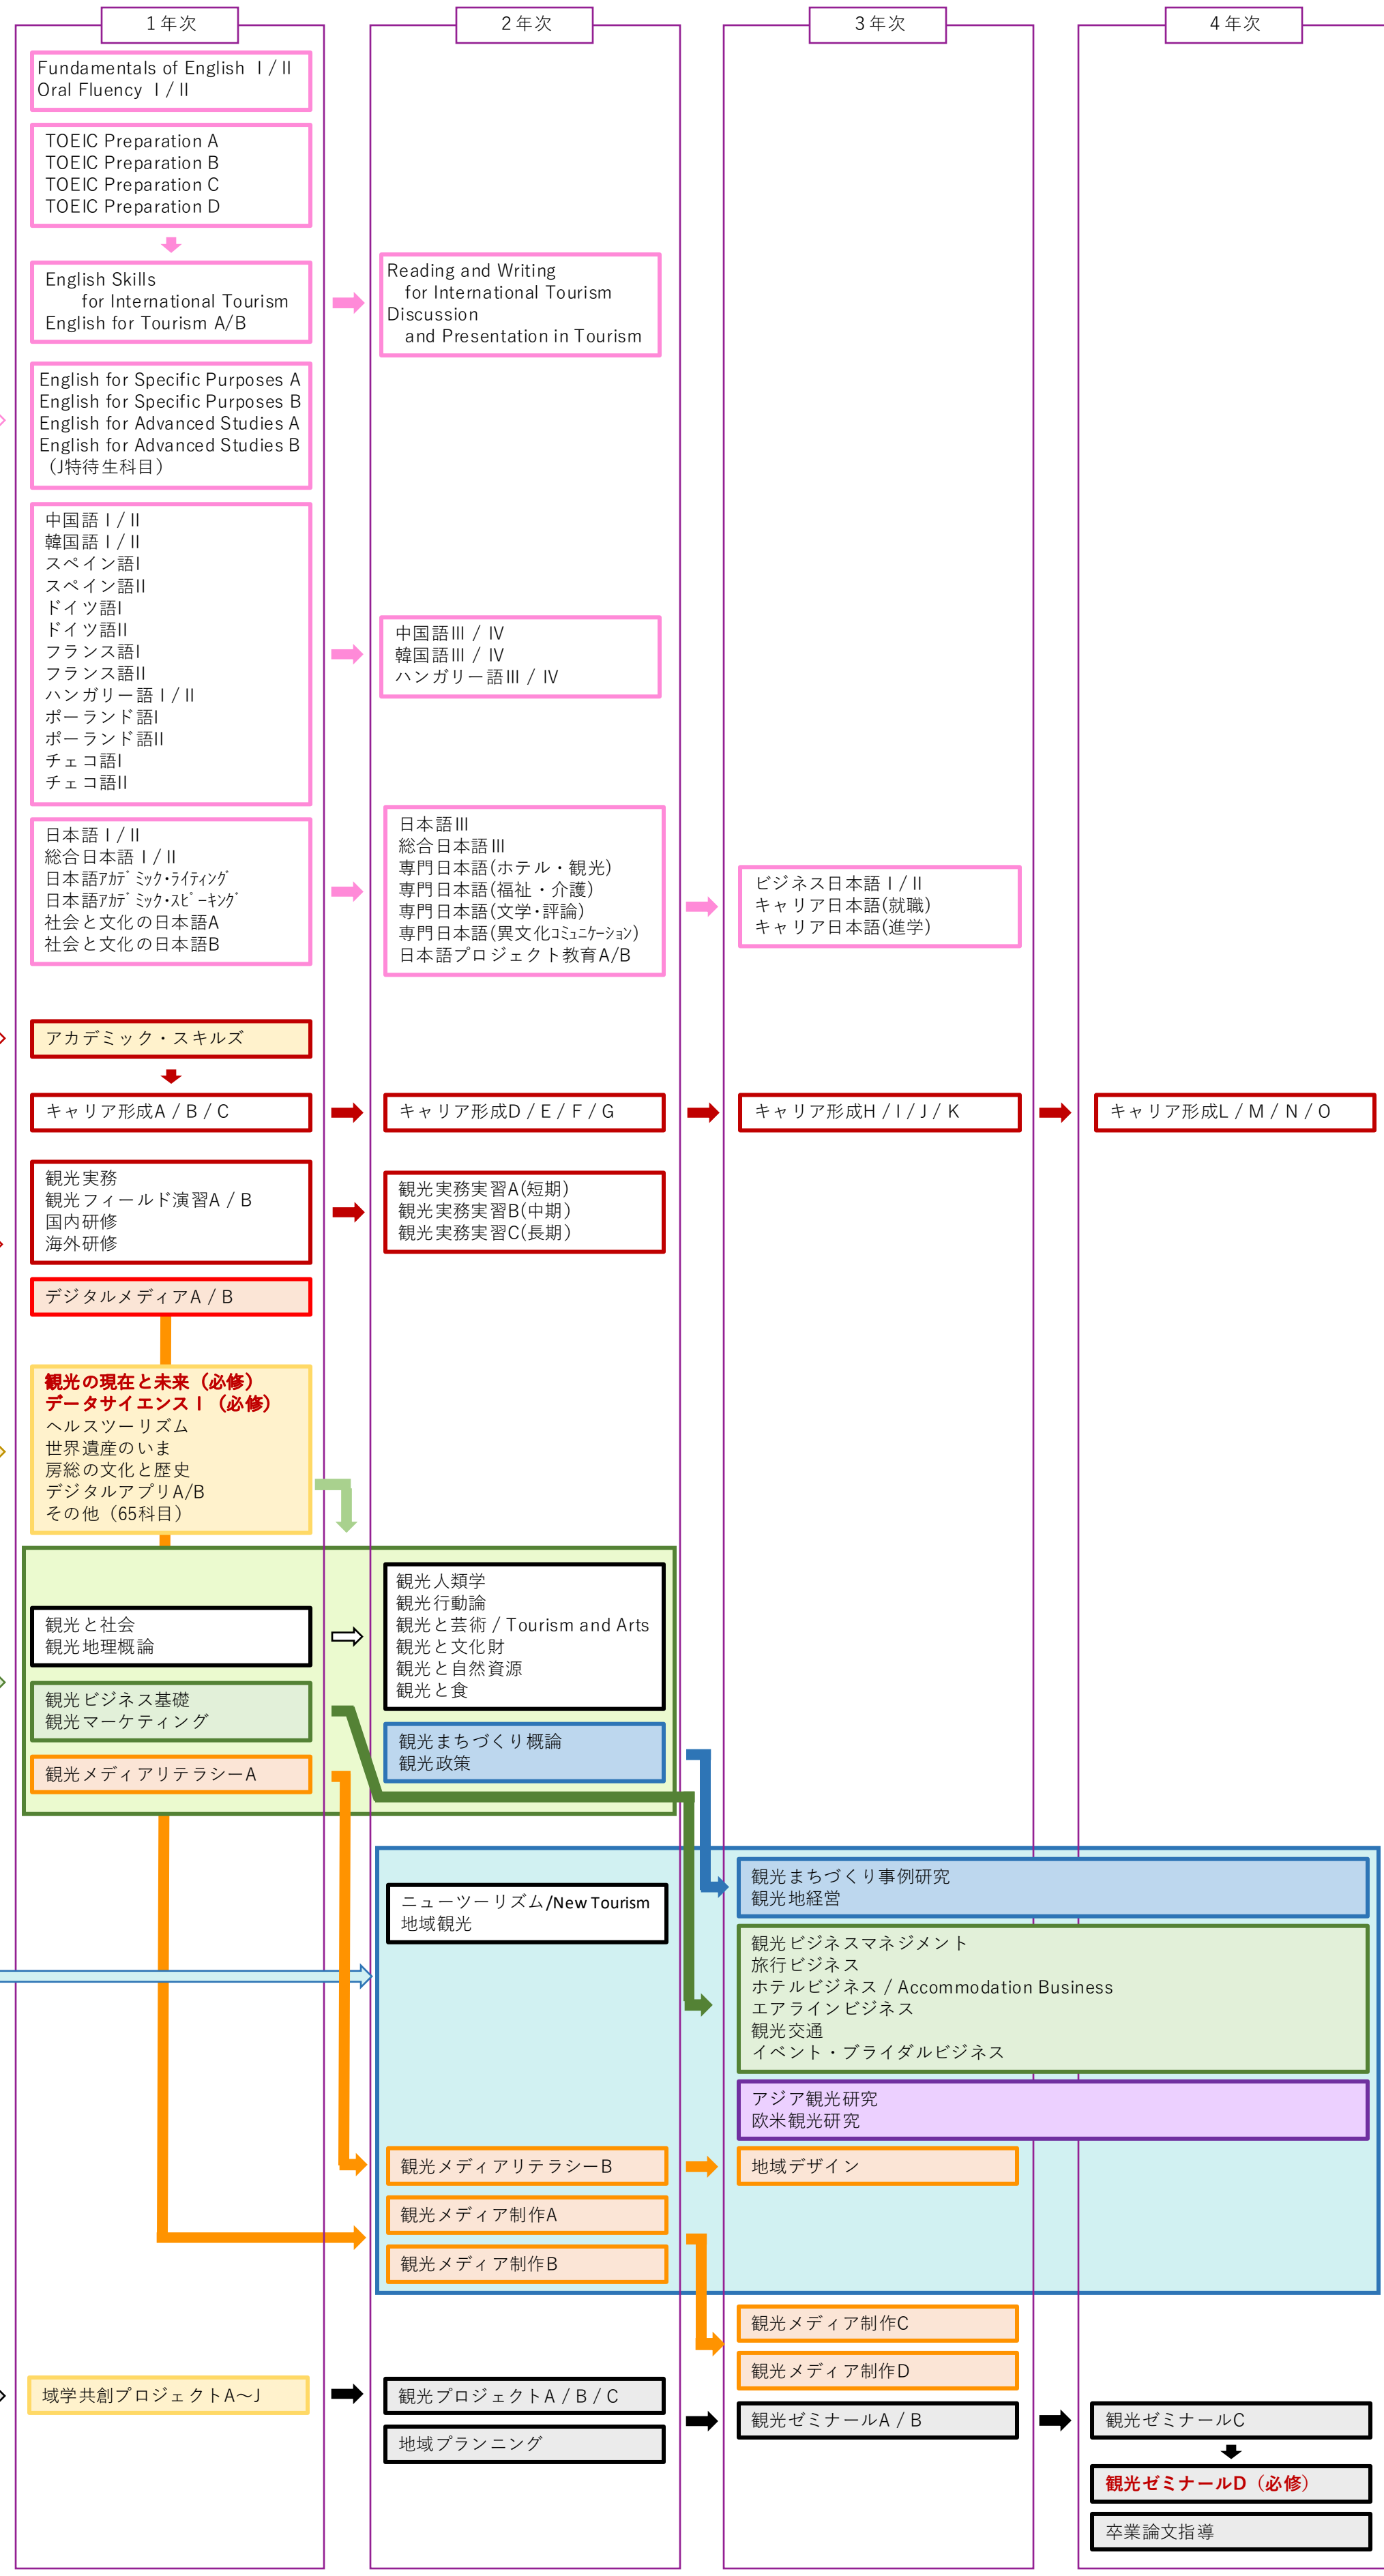 1年次
2年次
3年次
4年次
Fundamentals of English Ⅰ/Ⅱ
Oral Fluency Ⅰ/Ⅱ
TOEIC Preparation A
TOEIC Preparation B
TOEIC Preparation C
TOEIC Preparation D
English Skills
for International Tourism
English for Tourism A/B
Reading and Writing
for International Tourism
Discussion
and Presentation in Tourism
English for Specific Purposes A
English for Specific Purposes B
English for Advanced Studies A
English for Advanced Studies B
（J特待生科目）
中国語Ⅰ/Ⅱ
韓国語Ⅰ/Ⅱ
スペイン語Ⅰ
スペイン語Ⅱ
ドイツ語Ⅰ
ドイツ語Ⅱ
フランス語Ⅰ
フランス語Ⅱ
ハンガリー語Ⅰ/Ⅱ
ポーランド語Ⅰ
ポーランド語Ⅱ
チェコ語Ⅰ
チェコ語Ⅱ
中国語Ⅲ / Ⅳ
韓国語Ⅲ / Ⅳ
ハンガリー語Ⅲ / Ⅳ
日本語Ⅰ/Ⅱ
総合日本語Ⅰ/Ⅱ
日本語ｱｶﾃﾞﾐｯｸ･ﾗｲﾃｨﾝｸﾞ
日本語ｱｶﾃﾞﾐｯｸ･ｽﾋﾟｰｷﾝｸﾞ
社会と文化の日本語A
社会と文化の日本語B
日本語Ⅲ
総合日本語Ⅲ
専門日本語(ホテル・観光)
専門日本語(福祉・介護)
専門日本語(文学･評論)
専門日本語(異文化ｺﾐｭﾆｹｰｼｮﾝ)
日本語プロジェクト教育A/B
ビジネス日本語Ⅰ/Ⅱ
キャリア日本語(就職)
キャリア日本語(進学)
アカデミック・スキルズ
キャリア形成A / B / C
キャリア形成D / E / F / G
キャリア形成H / I / J / K
キャリア形成L / M / N / O
観光実務
観光フィールド演習A / B
国内研修
海外研修
観光実務実習A(短期)
観光実務実習B(中期)
観光実務実習C(長期)
デジタルメディアA / B
観光の現在と未来（必修）
データサイエンスⅠ（必修）
ヘルスツーリズム
世界遺産のいま
房総の文化と歴史
デジタルアプリA/B
その他（65科目）
観光と社会
観光地理概論
観光人類学
観光行動論
観光と芸術 / Tourism and Arts
観光と文化財
観光と自然資源
観光と食
観光ビジネス基礎
観光マーケティング
観光まちづくり概論
観光政策
観光メディアリテラシーA
ニューツーリズム/New Tourism
地域観光
観光まちづくり事例研究
観光地経営
観光ビジネスマネジメント
旅行ビジネス
ホテルビジネス / Accommodation Business
エアラインビジネス
観光交通
イベント・ブライダルビジネス
アジア観光研究
欧米観光研究
観光メディアリテラシーB
地域デザイン
観光メディア制作A
観光メディア制作B
観光メディア制作C
観光メディア制作D
域学共創プロジェクトA～J
観光プロジェクトA / B / C
地域プランニング
観光ゼミナールA / B
観光ゼミナールC
観光ゼミナールD（必修）
卒業論文指導